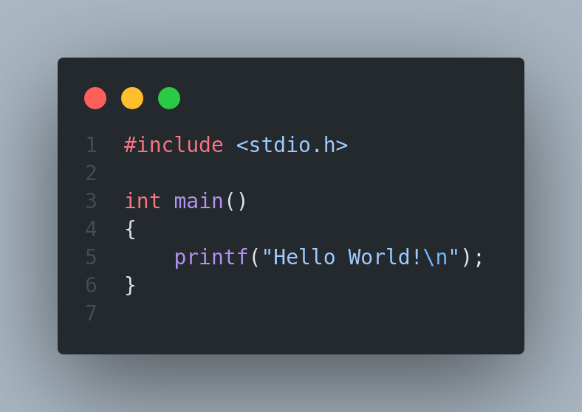 1 #include <stdio.h>
2
3 int main()
4 {
5     printf("Hello World!\n");
6 }
7